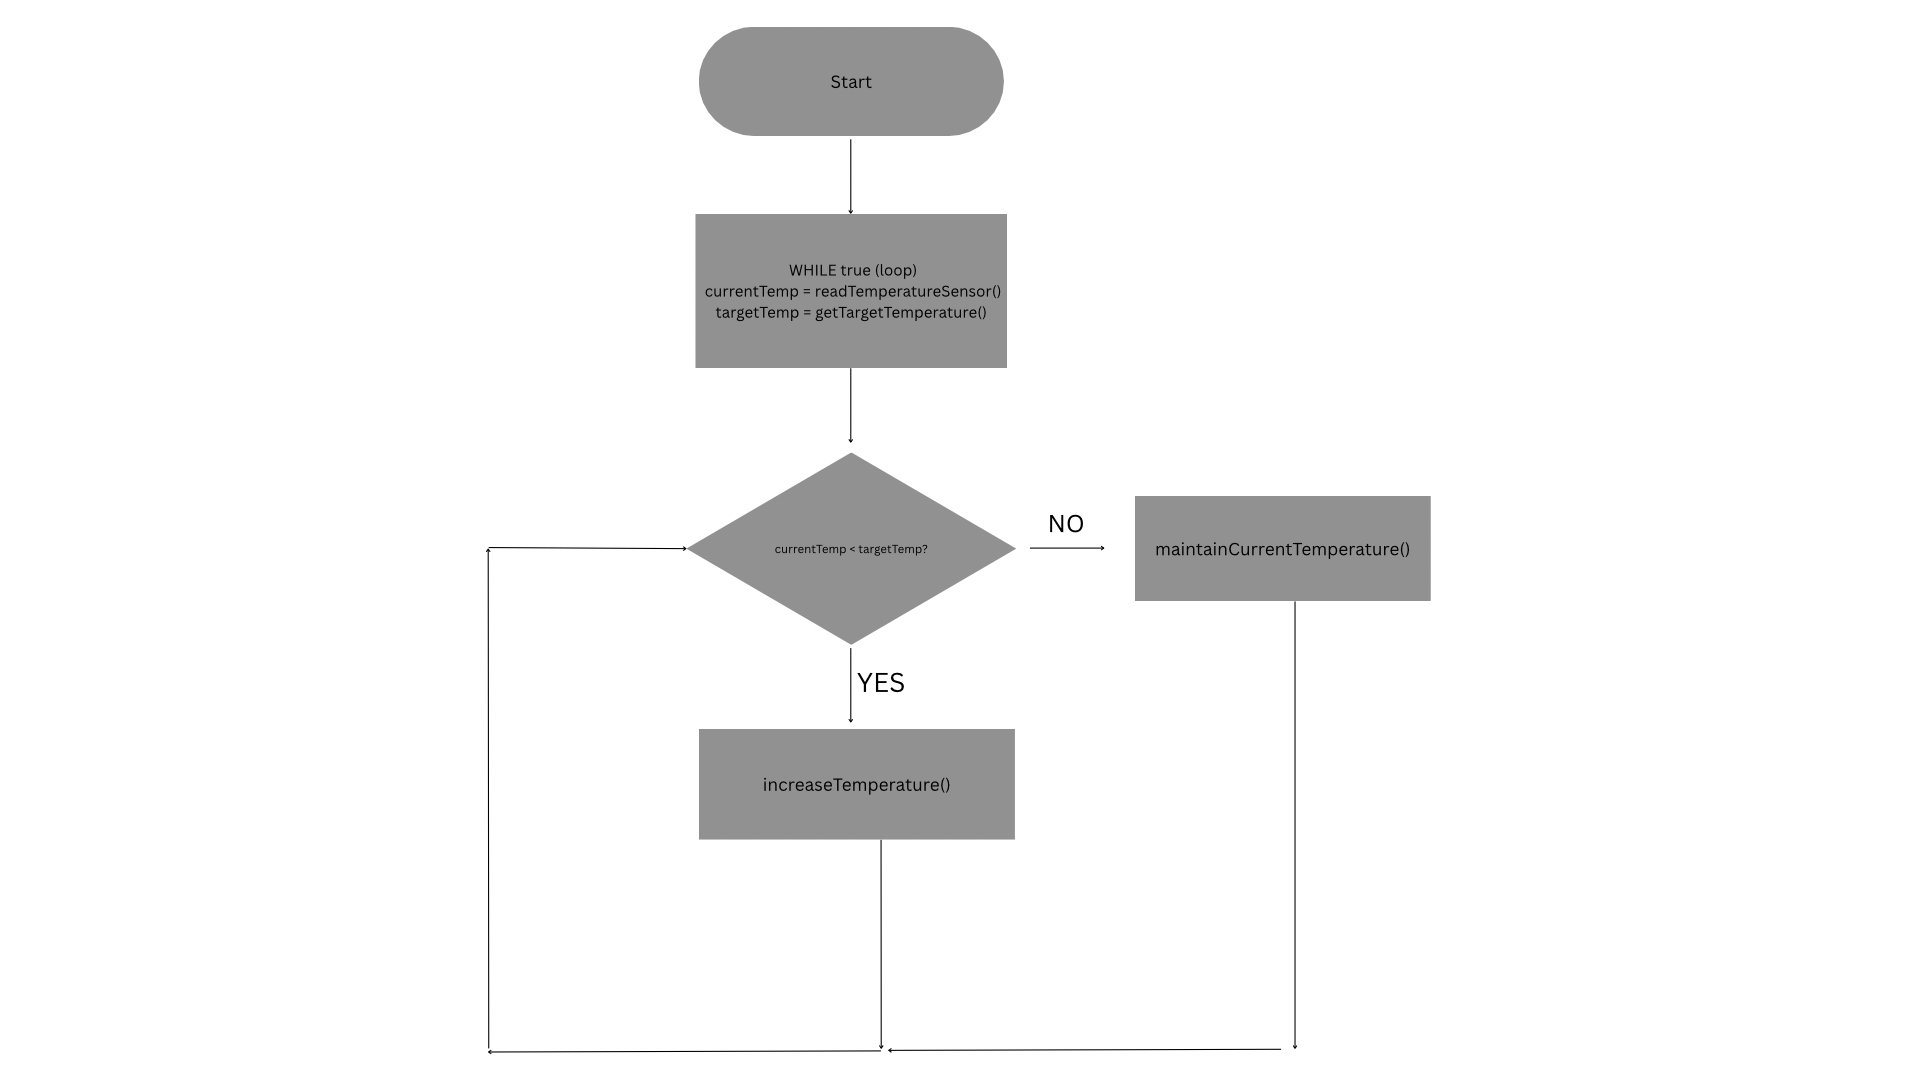 Start
WHILE true (loop)
currentTemp = readTemperatureSensor()
targetTemp = getTargetTemperature()
currentTemp < targetTemp?
NO
maintainCurrentTemperature()
YES
increaseTemperature()